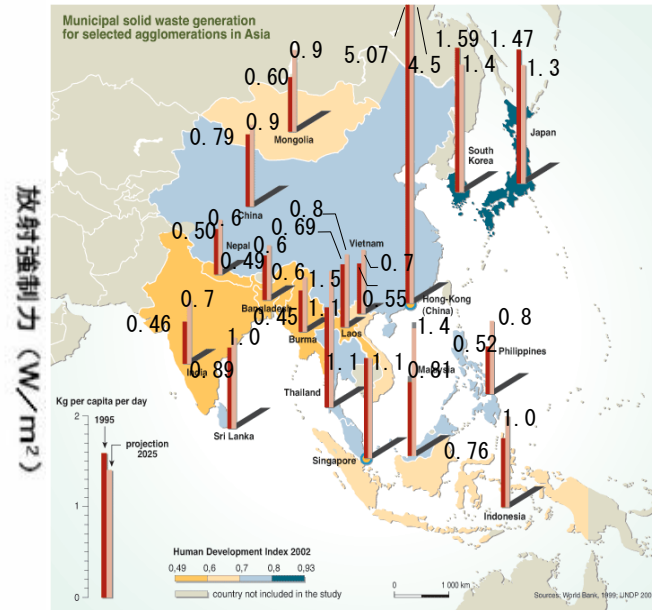 Municipal solid waste generation
for selected agglomerations in Asia
0.9
0.60
Mongolia
5.07
4.5
1.59
1.4
South
Korea
1.47
1.3
Japan
0.9
0.79
China
0.6
0.50
Nepal
0.6
0.49
Bangladesh
0.8
0.69
Laos
Vietnam
0.7
0.55
Hong-Kong
(China)
0.6
0.45
Burma
0.7
0.46
India
1.0
0.89
Sri Lanka
1.5
1.1
Thailand
1.1
1.1
Singapore
1.4
0.81
Malaysia
0.8
0.52
Philippines
1.0
0.76
Indonesia
放射強制力（W/m²）
Kg per capita per day
1995
projection
2025
2
1
0
Human Development Index 2002
0,49 0,6 0,7 0,8 0,93
country not included in the study
0 1 000 km
Sources: World Bank, 1999; UNDP 200